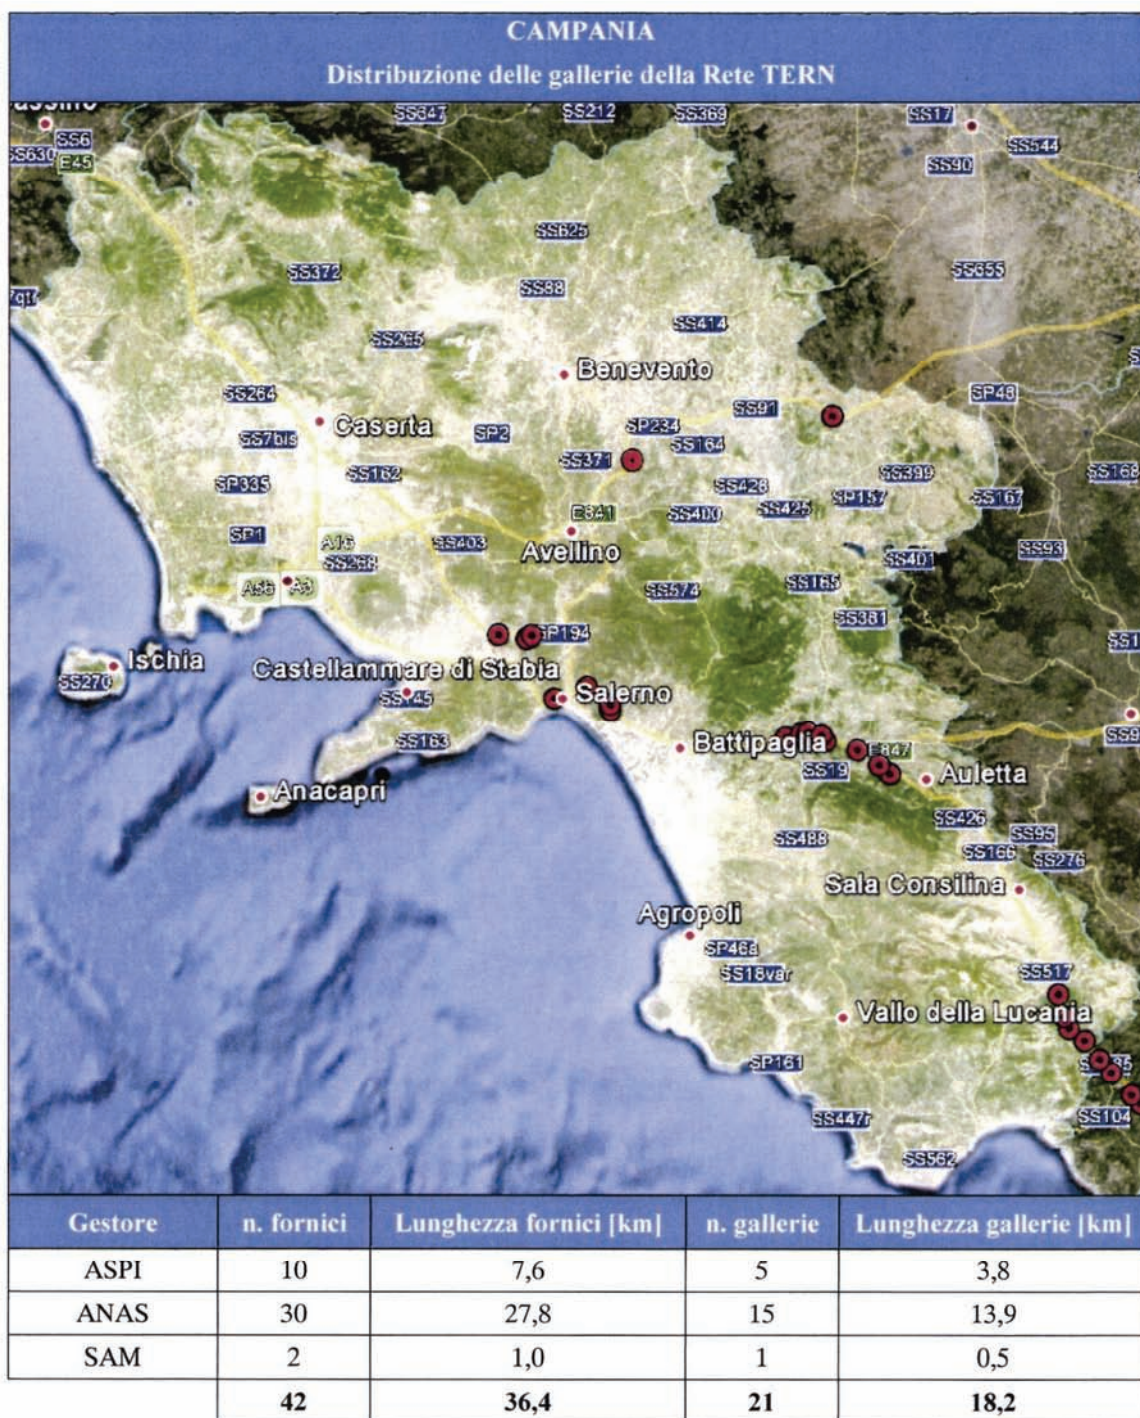 CAMPANIA
Distribuzione delle gallerie della Rete TERN
SS647
SS212
SS369
SS17
SS6
SS630
E45
SS544
SS90
SS625
SS372
SS88
SS655
SS265
SS414
Benevento
SS264
SS91
SP48
Caserta
SS7bis
SP2
SP234
SS164
SS162
SS371
SS399
SS168
SP335
SS428
SP157
SS167
SS425
E841
SS400
SP1
A16
SS403
Avellino
SS93
SS268
SS401
A56
A3
SS574
SS165
SS381
SP194
Ischia
Castellammare di Stabia
SS270
SS145
Salerno
SS163
Battipaglia
E847
SS19
Auletta
Anacapri
SS426
SS488
SS95
SS166
SS276
Sala Consilina
Agropoli
SP46a
SS18var
SS517
Vallo della Lucania
SP161
SS447r
SS104
SS562
Gestore n. fornici Lunghezza fornici [km] n. gallerie Lunghezza gallerie [km]
ASPI 10 7,6 5 3,8
ANAS 30 27,8 15 13,9
SAM 2 1,0 1 0,5
42 36,4 21 18,2